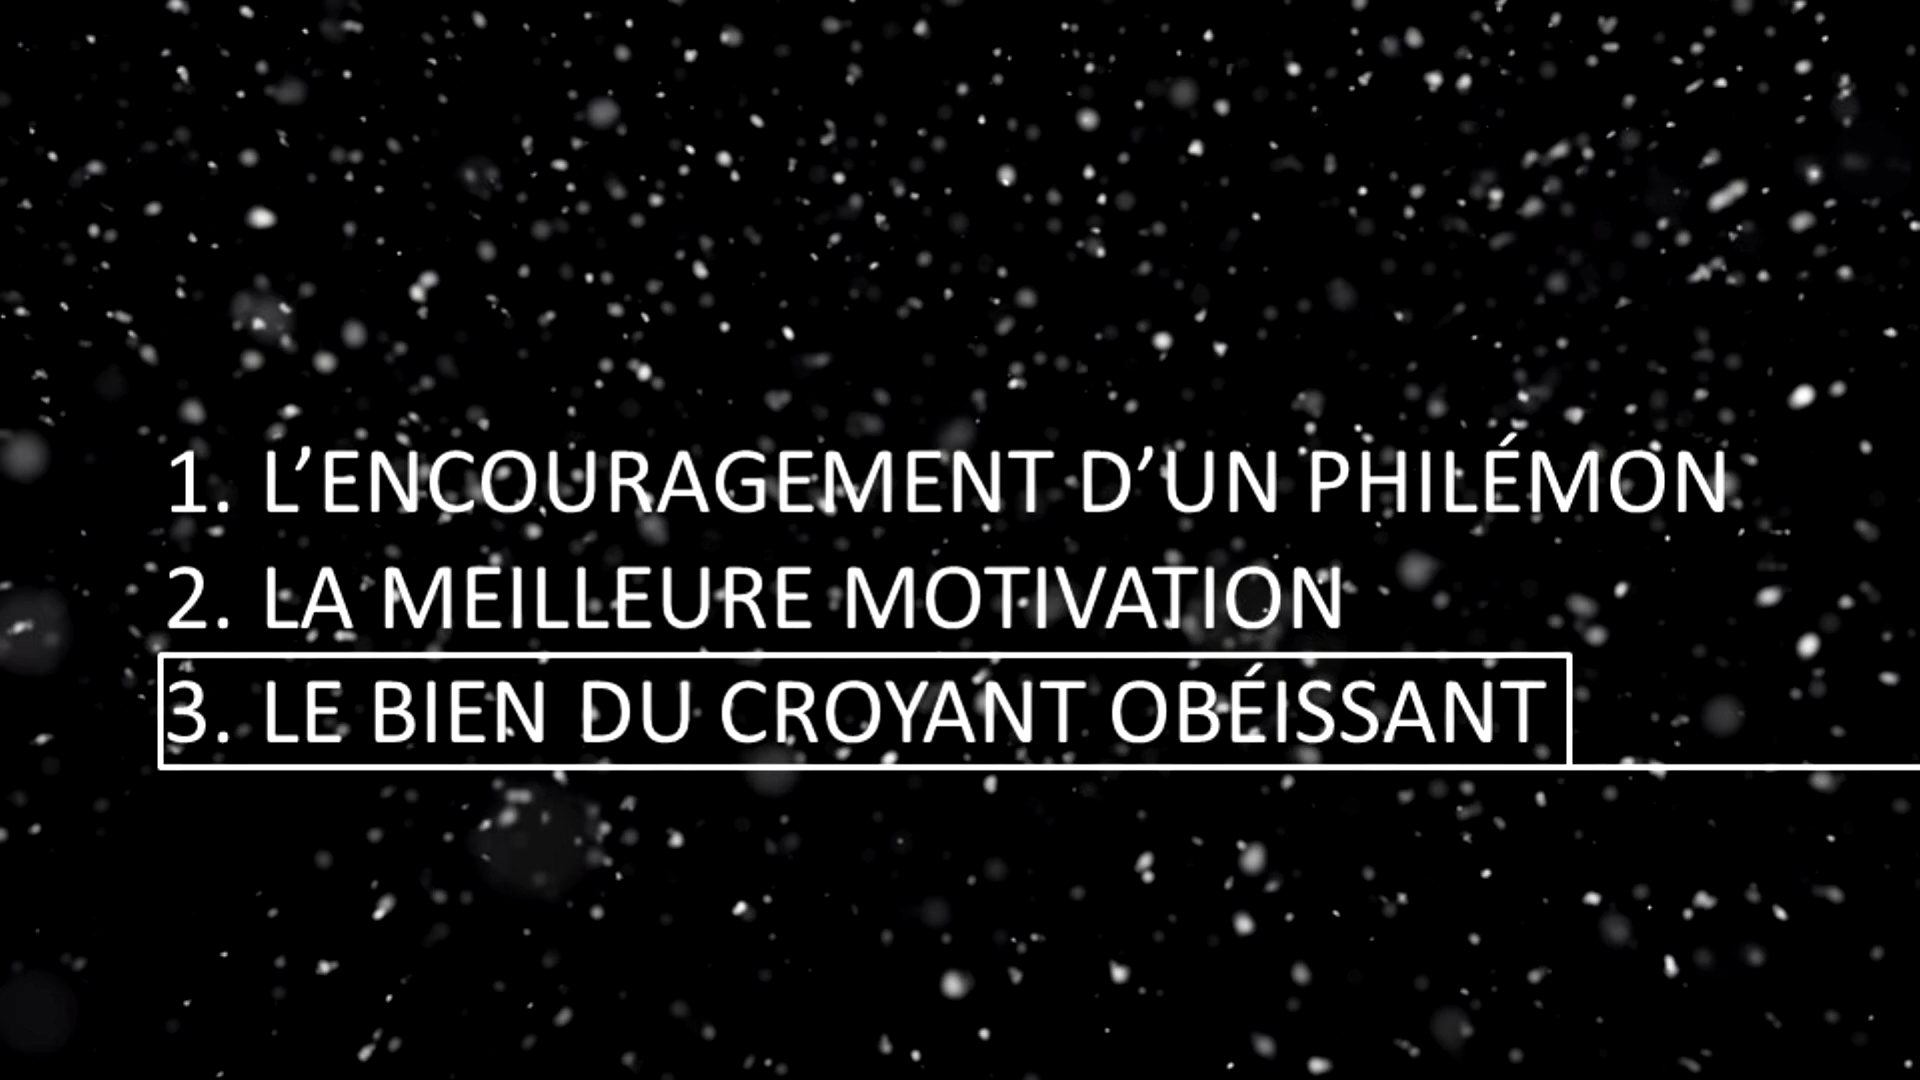 1. L’ENCOURAGEMENT D’UN PHILÉMON
2. LA MEILLEURE MOTIVATION
3. LE BIEN DU CROYANT OBÉISSANT